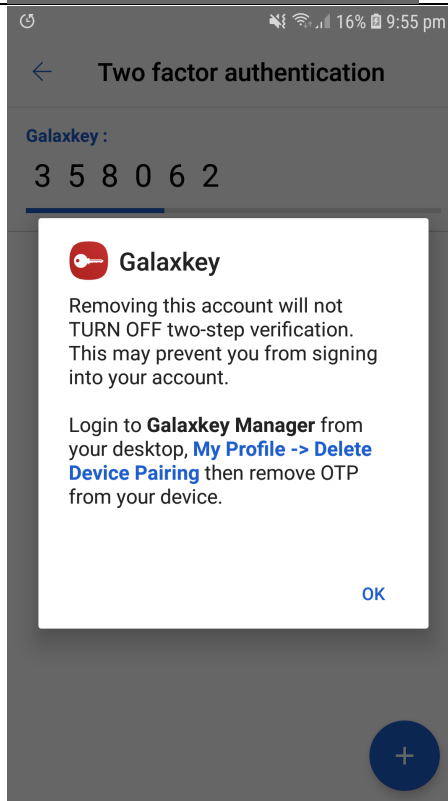 16% 9:55 pm
Two factor authentication
Galaxkey :
3 5 8 0 6 2
Galaxkey
Removing this account will not
TURN OFF two-step verification.
This may prevent you from signing
into your account.
Login to Galaxkey Manager from
your desktop, My Profile -> Delete
Device Pairing then remove OTP
from your device.
OK
+